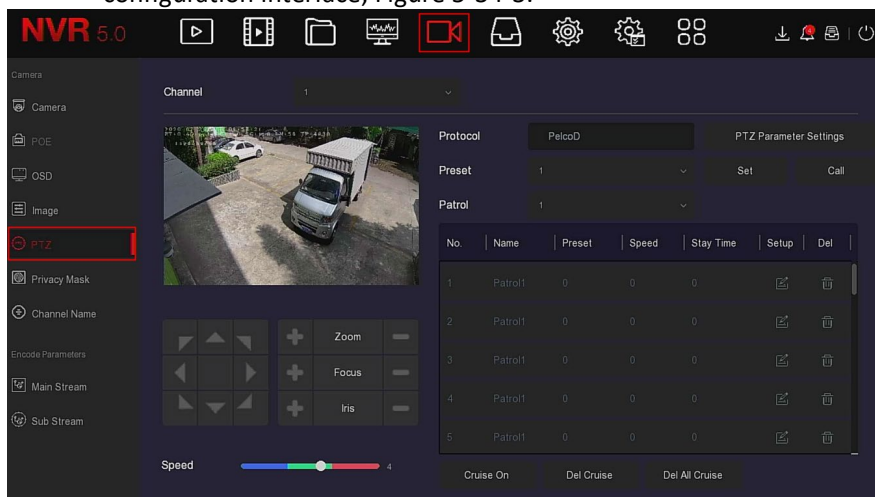 configuration interface, Figure 5-3-7-5.
NVR 5.0
Camera
Camera
POE
OSD
Image
PTZ
Privacy Mask
Channel Name
Encode Parameters
Main Stream
Sub Stream
Channel 1
Protocol PelcoD PTZ Parameter Settings
Preset 1 Set Call
Patrol 1
No. Name Preset Speed Stay Time Setup Del
1 Patrol1 0 0 0
2 Patrol1 0 0 0
3 Patrol1 0 0 0
4 Patrol1 0 0 0
5 Patrol1 0 0 0
Zoom
Focus
Iris
Speed 4
Cruise On Del Cruise Del All Cruise